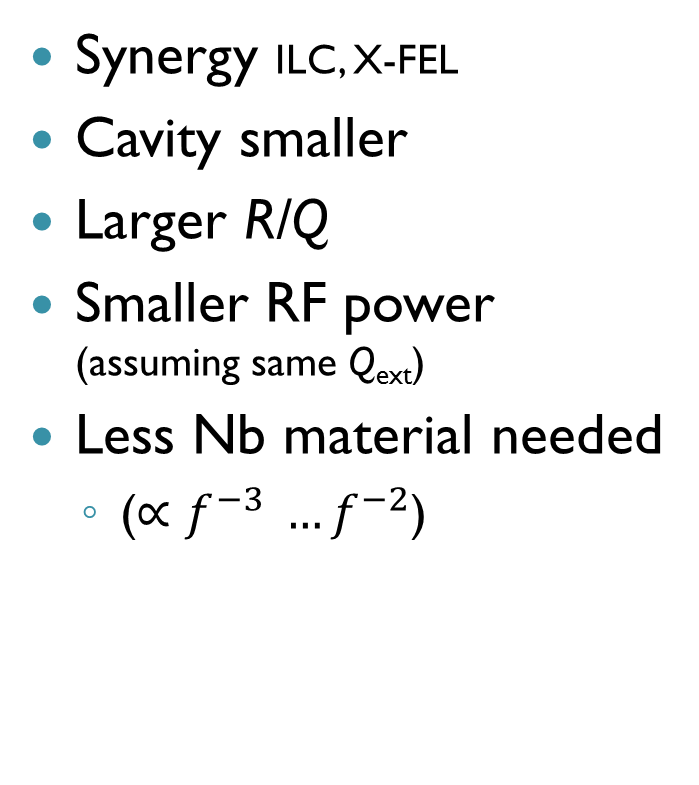 • Synergy ILC, X-FEL
• Cavity smaller
• Larger R/Q
• Smaller RF power
(assuming same Qext)
• Less Nb material needed
◦ (∝ f⁻³ ... f⁻²)